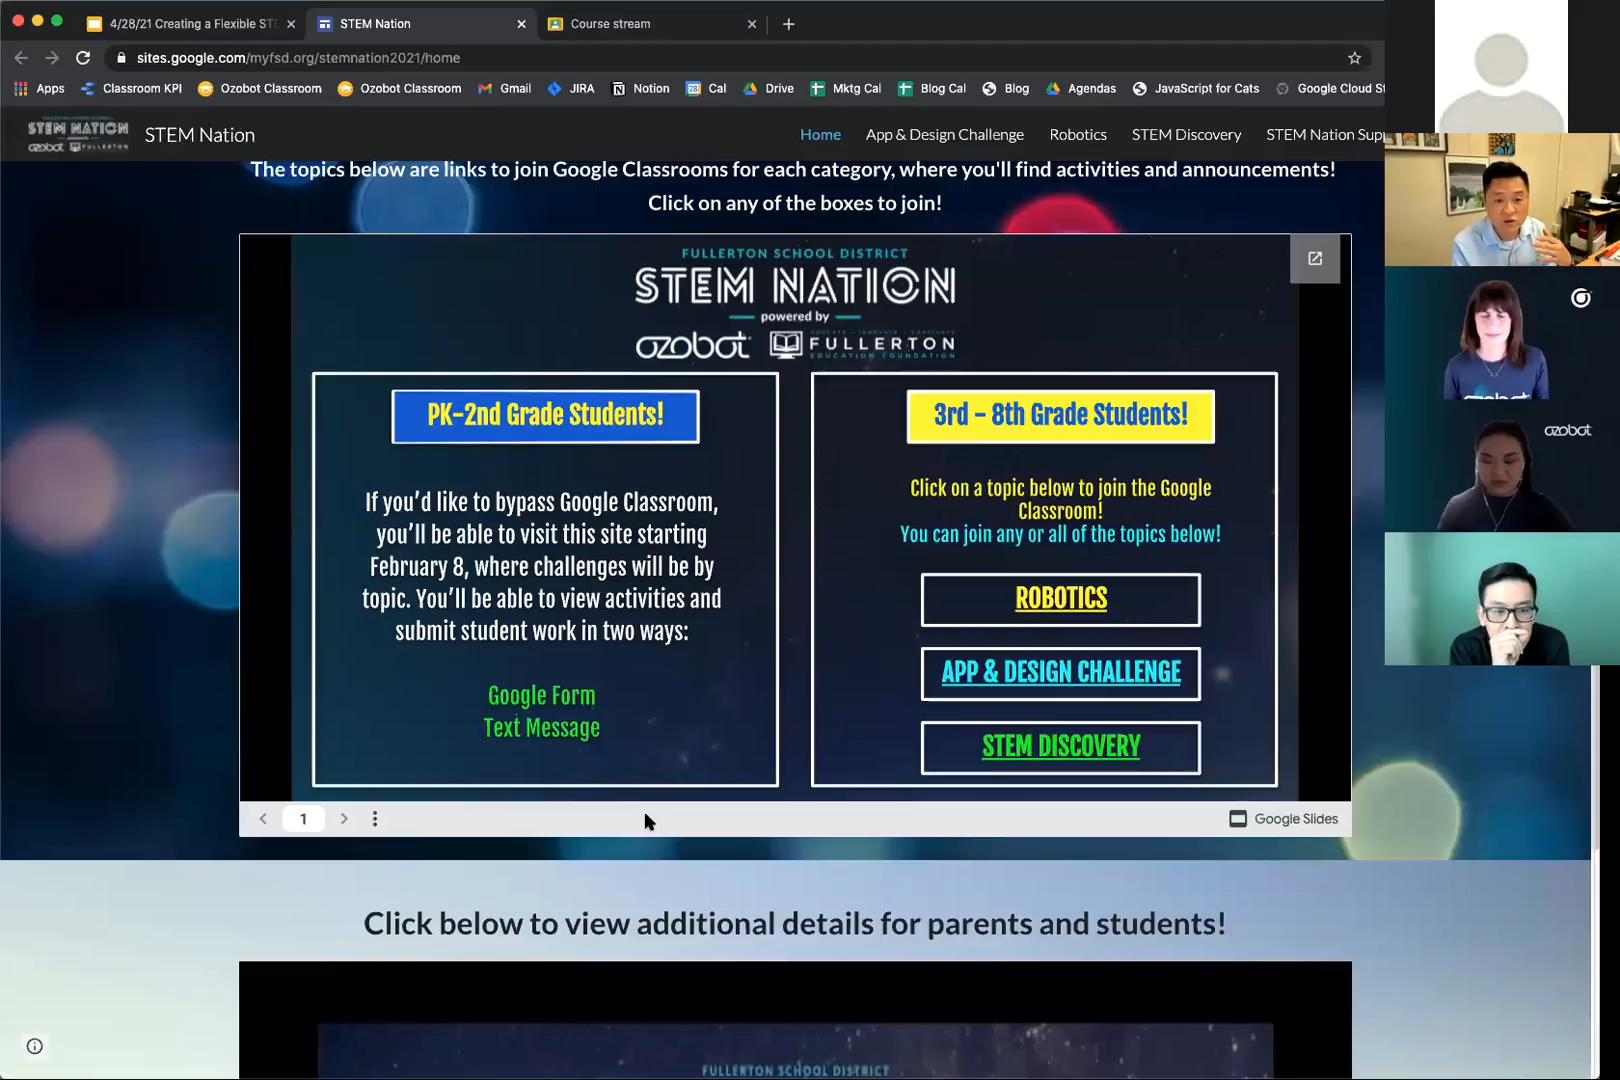 4/28/21 Creating a Flexible STE
STEM Nation
Course stream
sites.google.com/myfsd.org/stemnation2021/home
Apps
Classroom KPI
Ozobot Classroom
Ozobot Classroom
Gmail
JIRA
Notion
Cal
Drive
Mktg Cal
Blog Cal
Blog
Agendas
JavaScript for Cats
Google Cloud St
STEM NATION
ozobot FULLERTON
STEM Nation
Home
App & Design Challenge
Robotics
STEM Discovery
STEM Nation Supp
The topics below are links to join Google Classrooms for each category, where you'll find activities and announcements!
Click on any of the boxes to join!
FULLERTON SCHOOL DISTRICT
STEM NATION
powered by
ozobot FULLERTON
EDUCATION FOUNDATION
PK-2nd Grade Students!
If you'd like to bypass Google Classroom,
you'll be able to visit this site starting
February 8, where challenges will be by
topic. You'll be able to view activities and
submit student work in two ways:
Google Form
Text Message
3rd - 8th Grade Students!
Click on a topic below to join the Google
Classroom!
You can join any or all of the topics below!
ROBOTICS
APP & DESIGN CHALLENGE
STEM DISCOVERY
1
Google Slides
Click below to view additional details for parents and students!
FULLERTON SCHOOL DISTRICT
ozobot
ozobot